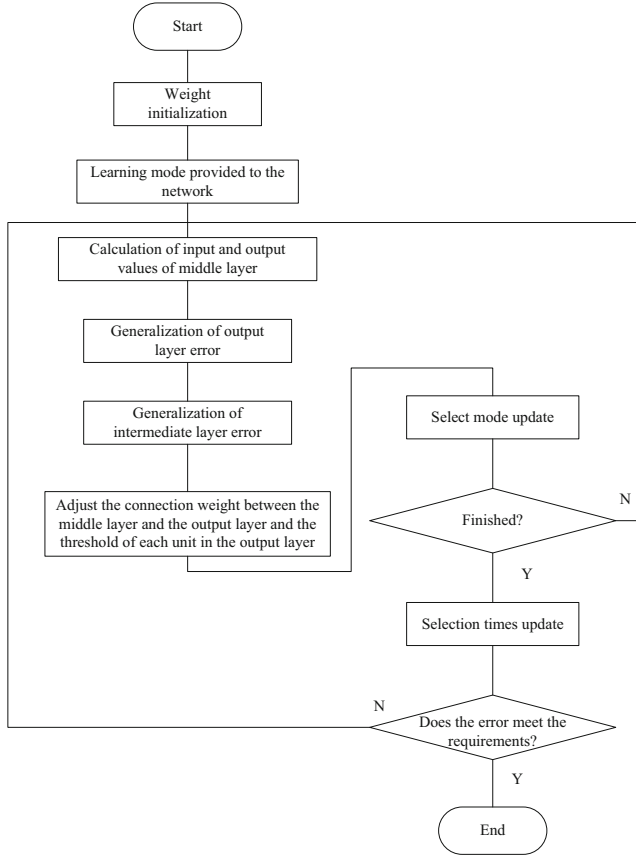 Start
Weight
initialization
Learning mode provided to the
network
Calculation of input and output
values of middle layer
Generalization of output
layer error
Generalization of
intermediate layer error
Adjust the connection weight between the
middle layer and the output layer and the
threshold of each unit in the output layer
Select mode update
Finished?
N
Y
Selection times update
N
Does the error meet the
requirements?
Y
End